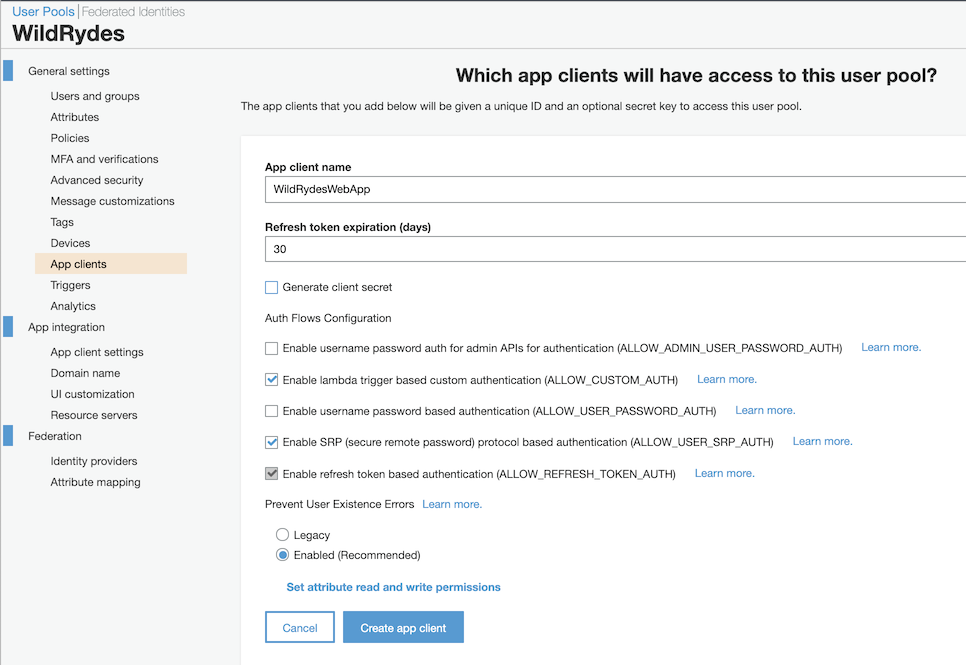 User Pools | Federated Identities
WildRydes
General settings
Users and groups
Attributes
Policies
MFA and verifications
Advanced security
Message customizations
Tags
Devices
App clients
Triggers
Analytics
App integration
App client settings
Domain name
UI customization
Resource servers
Federation
Identity providers
Attribute mapping
Which app clients will have access to this user pool?
The app clients that you add below will be given a unique ID and an optional secret key to access this user pool.
App client name
WildRydesWebApp
Refresh token expiration (days)
30
Generate client secret
Auth Flows Configuration
Enable username password auth for admin APIs for authentication (ALLOW_ADMIN_USER_PASSWORD_AUTH) Learn more.
Enable lambda trigger based custom authentication (ALLOW_CUSTOM_AUTH) Learn more.
Enable username password based authentication (ALLOW_USER_PASSWORD_AUTH) Learn more.
Enable SRP (secure remote password) protocol based authentication (ALLOW_USER_SRP_AUTH) Learn more.
Enable refresh token based authentication (ALLOW_REFRESH_TOKEN_AUTH) Learn more.
Prevent User Existence Errors Learn more.
Legacy
Enabled (Recommended)
Set attribute read and write permissions
Cancel Create app client